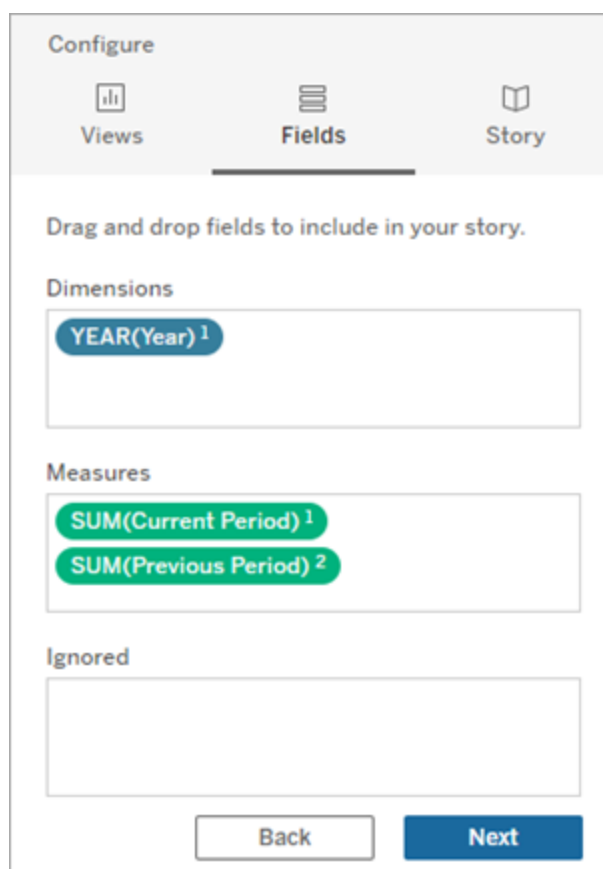 Configure
Views Fields Story
Drag and drop fields to include in your story.
Dimensions
YEAR(Year) 1
Measures
SUM(Current Period) 1
SUM(Previous Period) 2
Ignored
Back Next